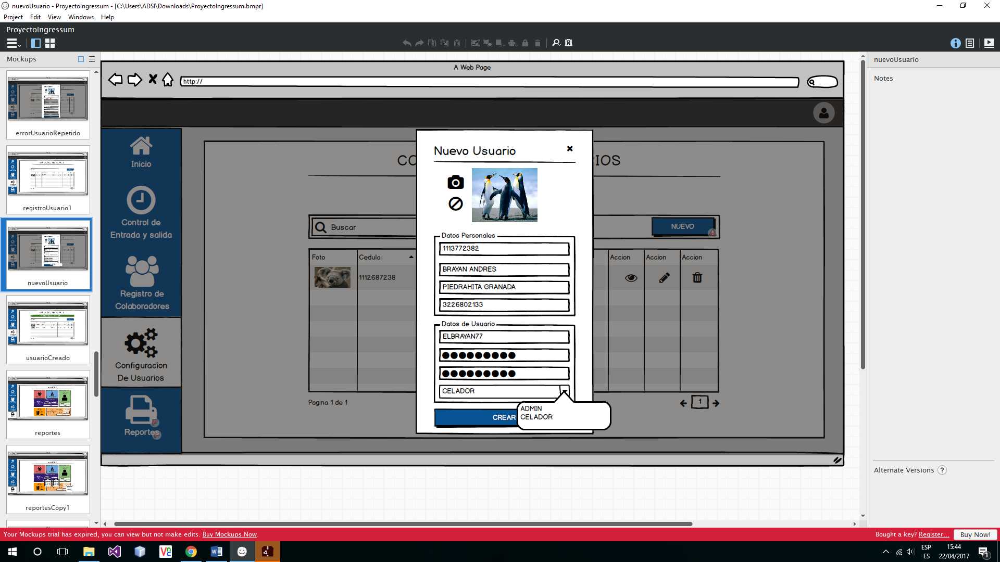 nuevoUsuario - ProyectoIngressum - [C:\Users\ADSI\Downloads\ProyectoIngressum.bmpr]
Project Edit View Windows Help
ProyectoIngressum
Mockups
errorUsuarioRepetido
registroUsuario1
nuevoUsuario
usuarioCreado
reportes
reportesCopy1
A Web Page
http://
Inicio
Control de
Entrada y salida
Registro de
Colaboradores
Configuracion
De Usuarios
Reportes
CO
IOS
Buscar
NUEVO
Foto
Cedula
Accion
Accion
Accion
1112687238
Pagina 1 de 1
1
Nuevo Usuario
Datos Personales
1113772382
BRAYAN ANDRES
PIEDRAHITA GRANADA
3226802133
Datos de Usuario
ELBRAYAN77
CELADOR
ADMIN
CELADOR
CREAR
nuevoUsuario
Notes
Alternate Versions ?
Your Mockups trial has expired, you can view but not make edits. Buy Mockups Now.
Bought a key? Register...
Buy Now!
ESP
ES
15:44
22/04/2017
1